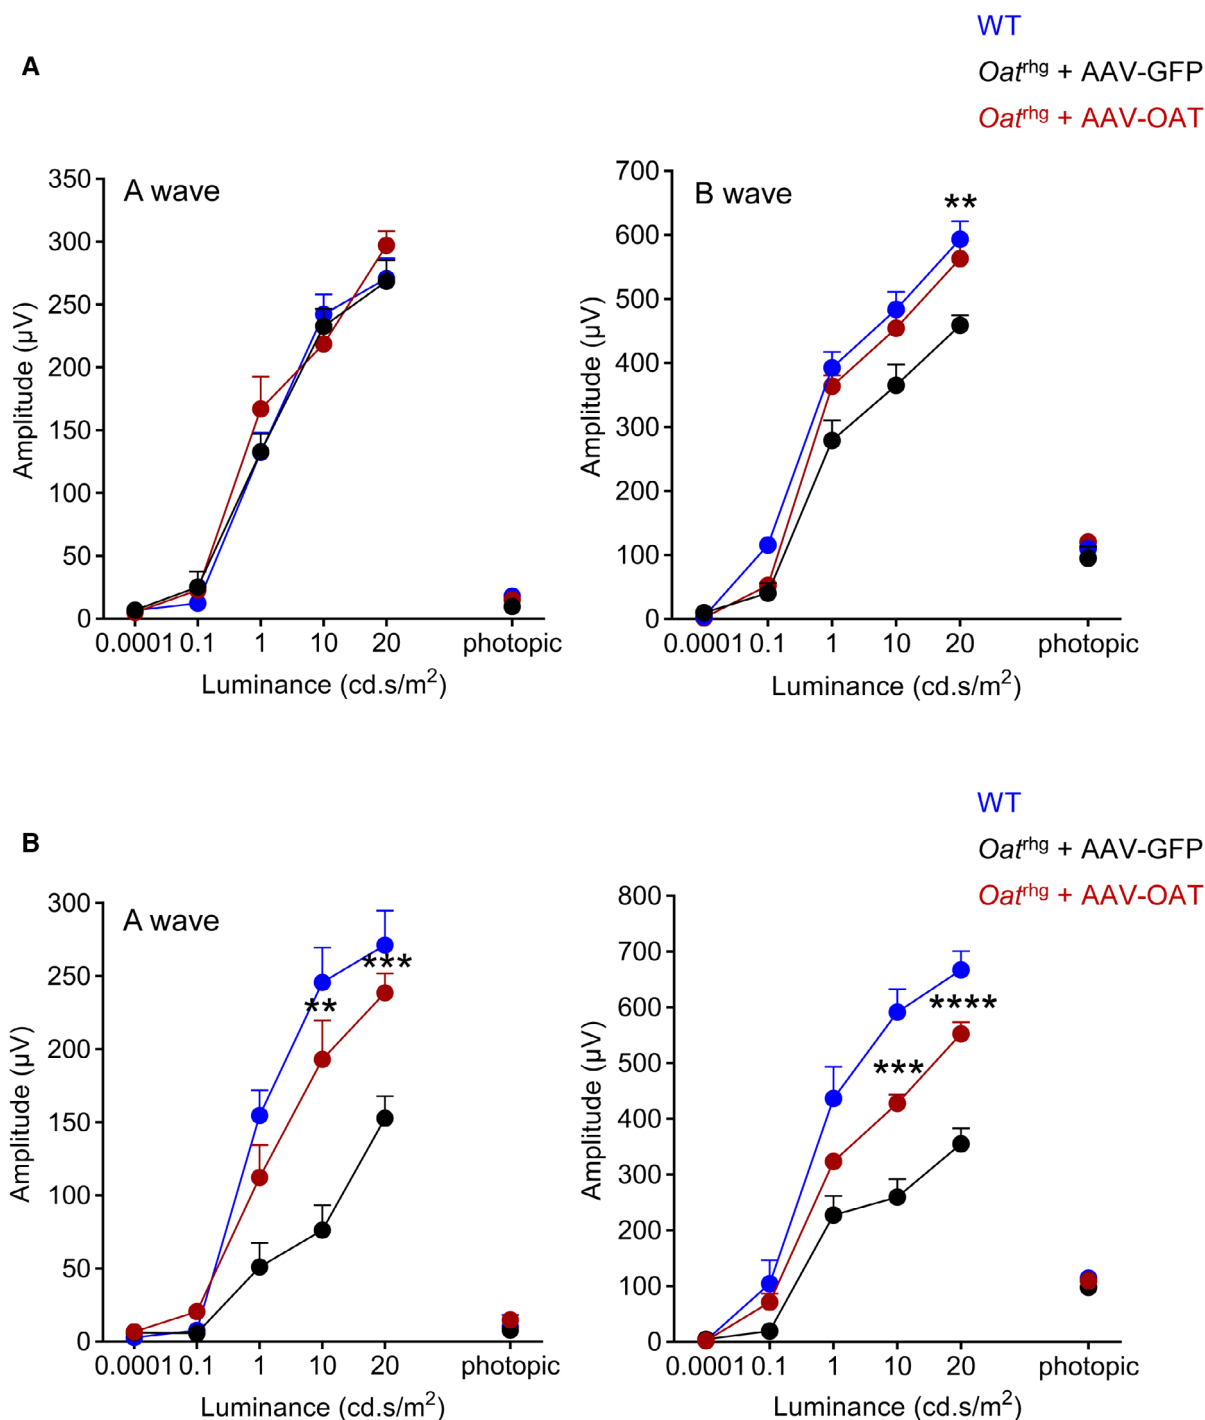 A
WT
Oatrhg + AAV-GFP
Oatrhg + AAV-OAT
A wave
350
300
250
200
150
100
50
0
Amplitude (µV)
0.0001 0.1 1 10 20 photopic
Luminance (cd.s/m2)
B wave
**
700
600
500
400
300
200
100
0
Amplitude (µV)
0.0001 0.1 1 10 20 photopic
Luminance (cd.s/m2)
B
WT
Oatrhg + AAV-GFP
Oatrhg + AAV-OAT
A wave
***
**
300
250
200
150
100
50
0
Amplitude (µV)
0.0001 0.1 1 10 20 photopic
Luminance (cd.s/m2)
****
***
800
700
600
500
400
300
200
100
0
Amplitude (µV)
0.0001 0.1 1 10 20 photopic
Luminance (cd.s/m2)